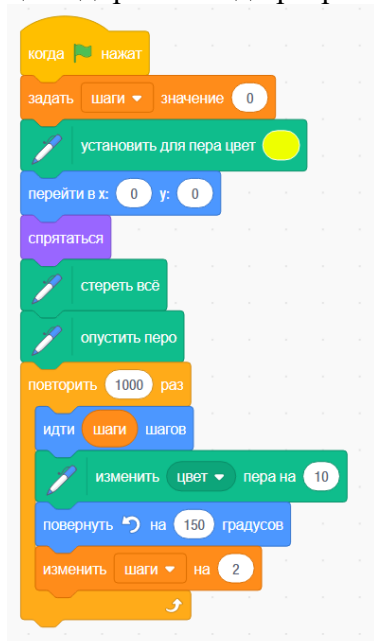 когда нажат
задать шаги значение 0
установить для пера цвет
перейти в x: 0 y: 0
спрятаться
стереть всё
опустить перо
повторить 1000 раз
идти шаги шагов
изменить цвет пера на 10
повернуть на 150 градусов
изменить шаги на 2